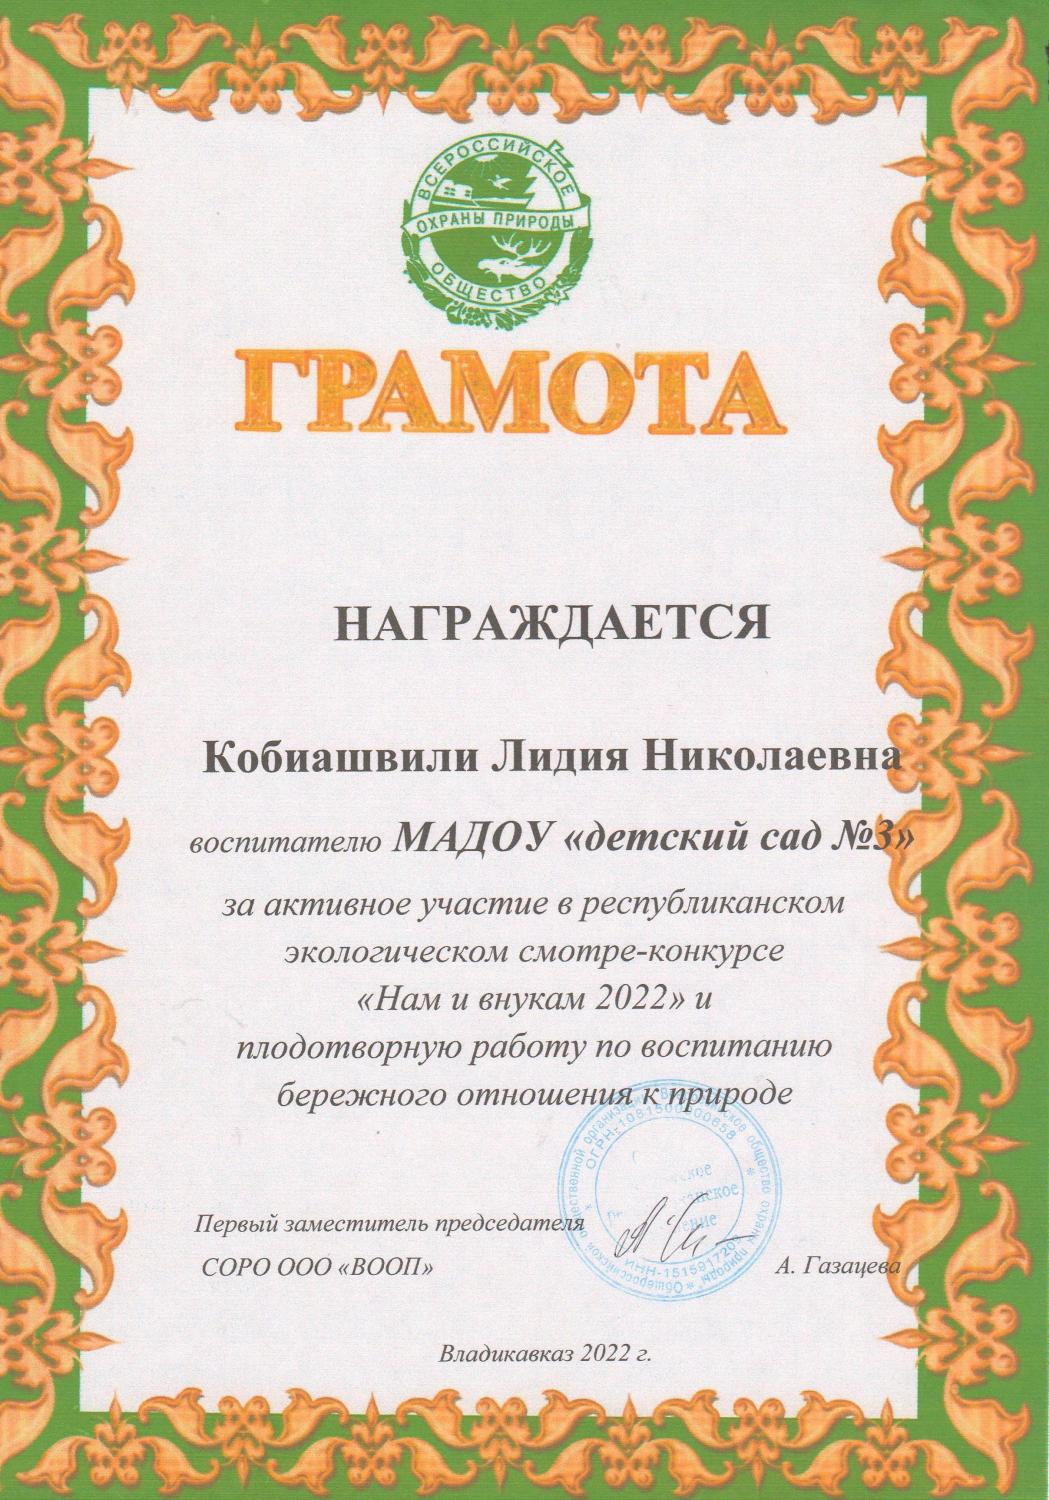 ВСЕРОССИЙСКОЕ
ОХРАНЫ ПРИРОДЫ
ОБЩЕСТВО
ГРАМОТА
НАГРАЖДАЕТСЯ
Кобиашвили Лидия Николаевна
воспитателю МАДОУ «детский сад №3»
за активное участие в республиканском
экологическом смотре-конкурсе
«Нам и внукам 2022» и
плодотворную работу по воспитанию
бережного отношения к природе
Первый заместитель председателя
СОРО ООО «ВООП»
А. Газацева
Владикавказ 2022 г.